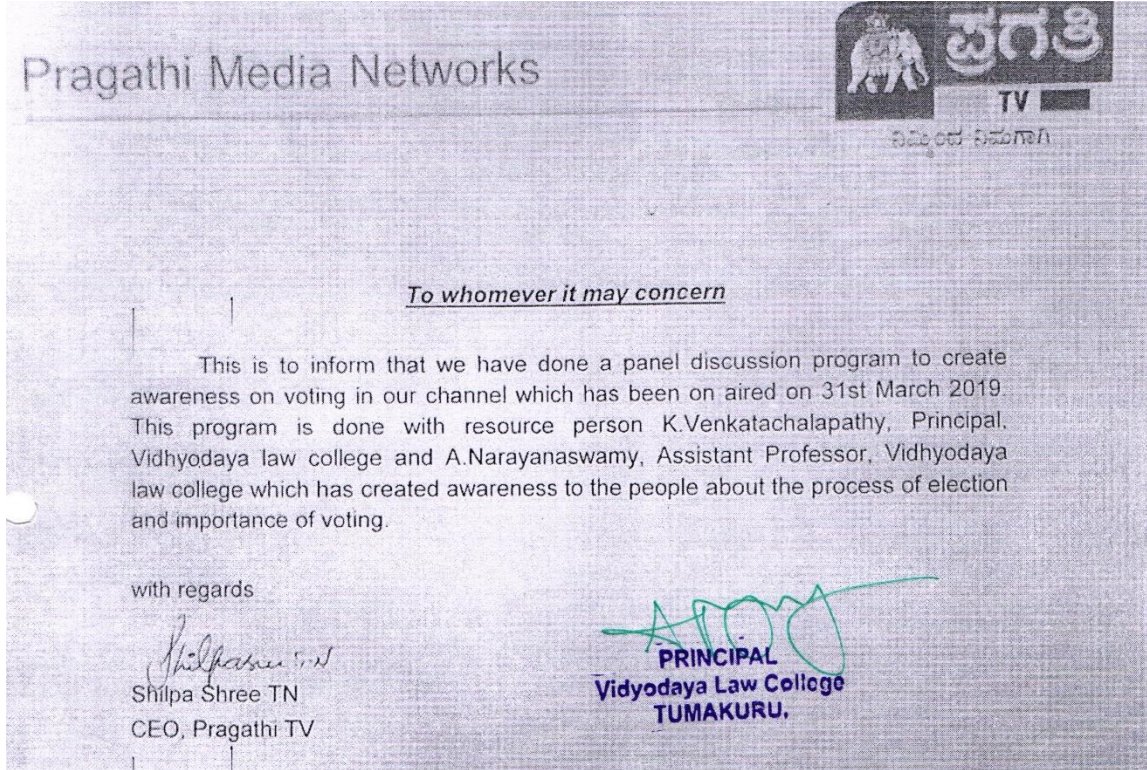 Pragathi Media Networks
ಪ್ರಗತಿ
TV
ನಿಮ್ಮಿಂದ ನಿಮಗಾಗಿ
To whomever it may concern
This is to inform that we have done a panel discussion program to create
awareness on voting in our channel which has been on aired on 31st March 2019.
This program is done with resource person K.Venkatachalapathy, Principal,
Vidhyodaya law college and A.Narayanaswamy, Assistant Professor, Vidhyodaya
law college which has created awareness to the people about the process of election
and importance of voting.
with regards
Shilpashree T.N
Shilpa Shree TN
CEO, Pragathi TV
PRINCIPAL
Vidyodaya Law College
TUMAKURU.